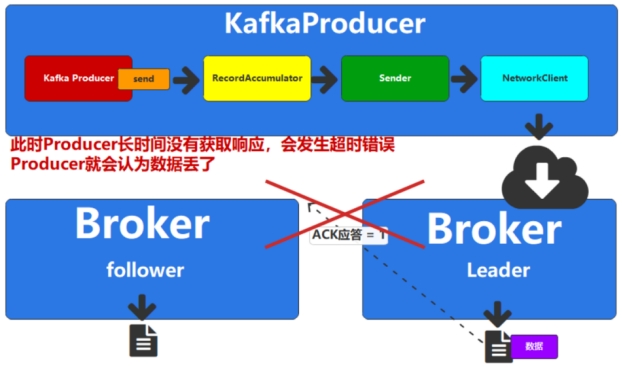 KafkaProducer
Kafka Producer
send
RecordAccumulator
Sender
NetworkClient
此时Producer长时间没有获取响应，会发生超时错误
Producer就会认为数据丢了
Broker
follower
ACK应答 = 1
Broker
Leader
数据